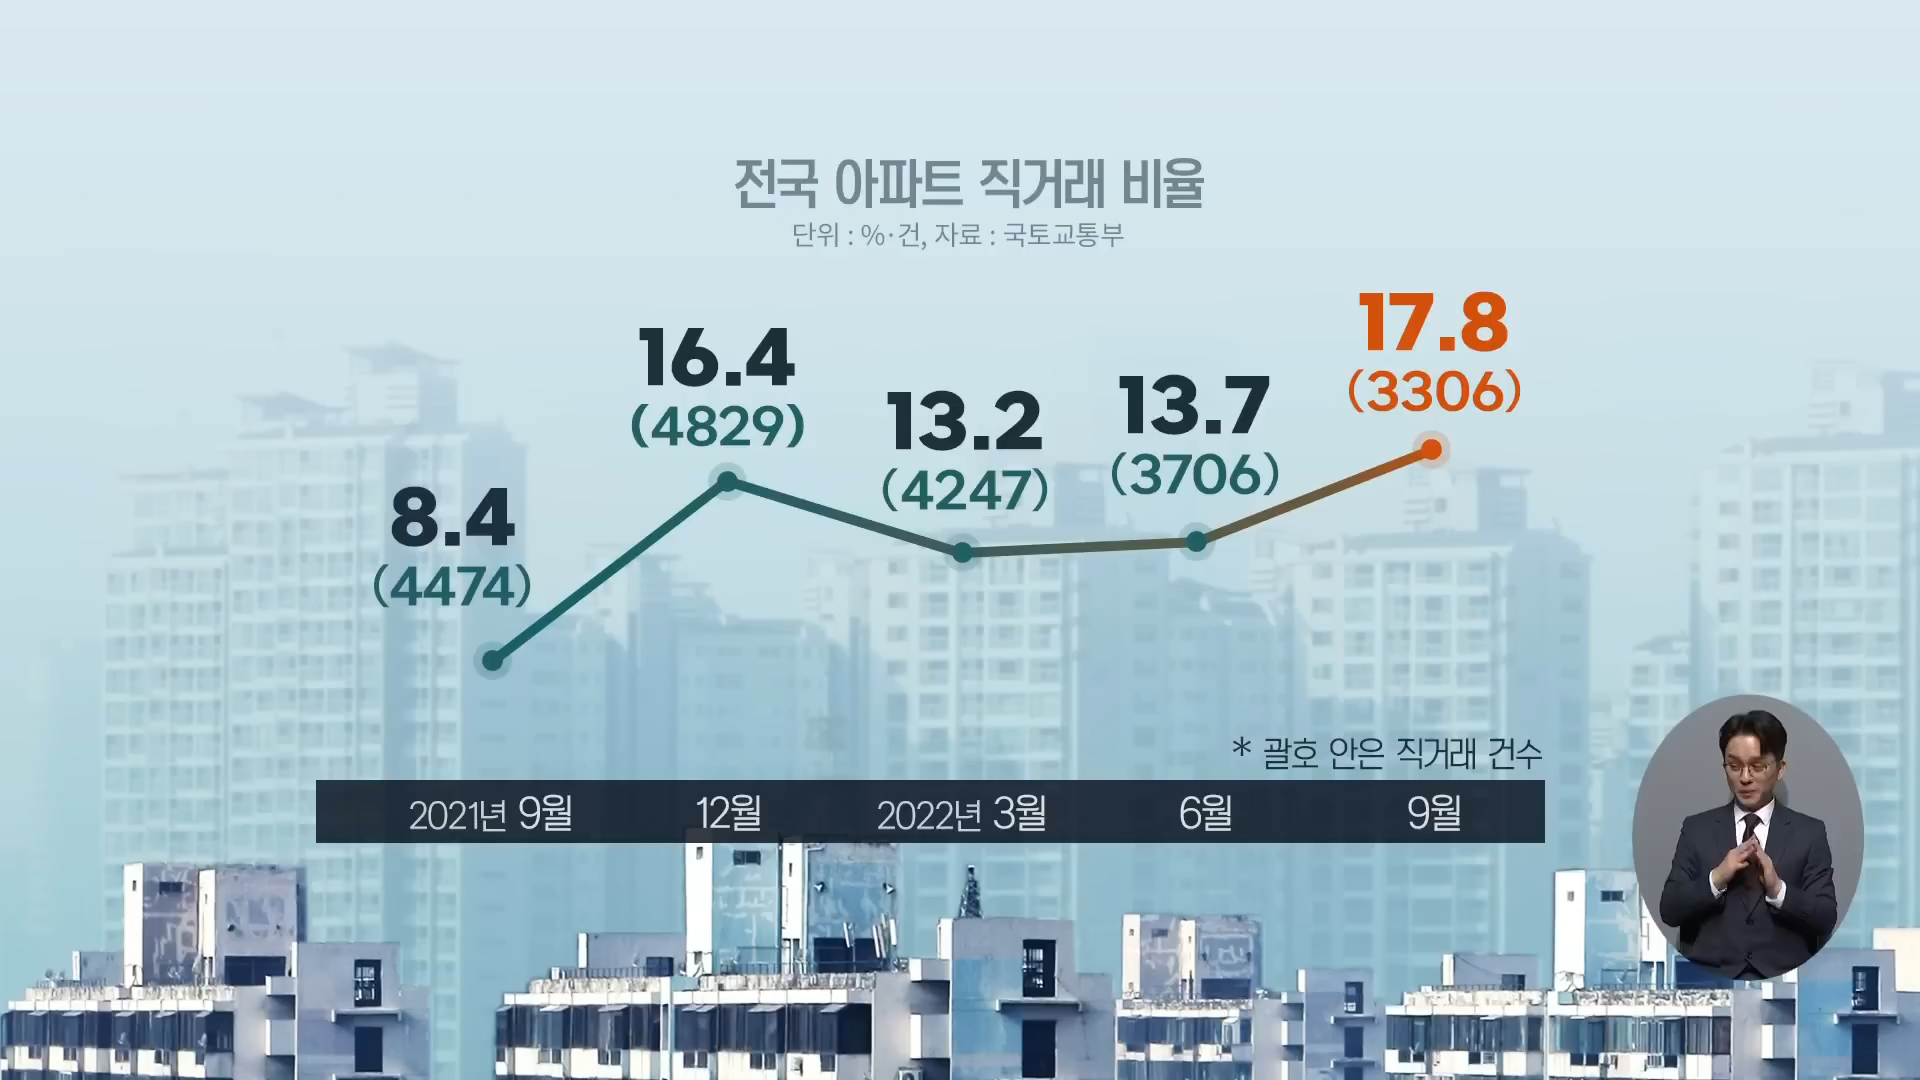 전국 아파트 직거래 비율
단위 : %·건, 자료 : 국토교통부
8.4
(4474)
16.4
(4829)
13.2
(4247)
13.7
(3706)
17.8
(3306)
* 괄호 안은 직거래 건수
2021년 9월 12월 2022년 3월 6월 9월